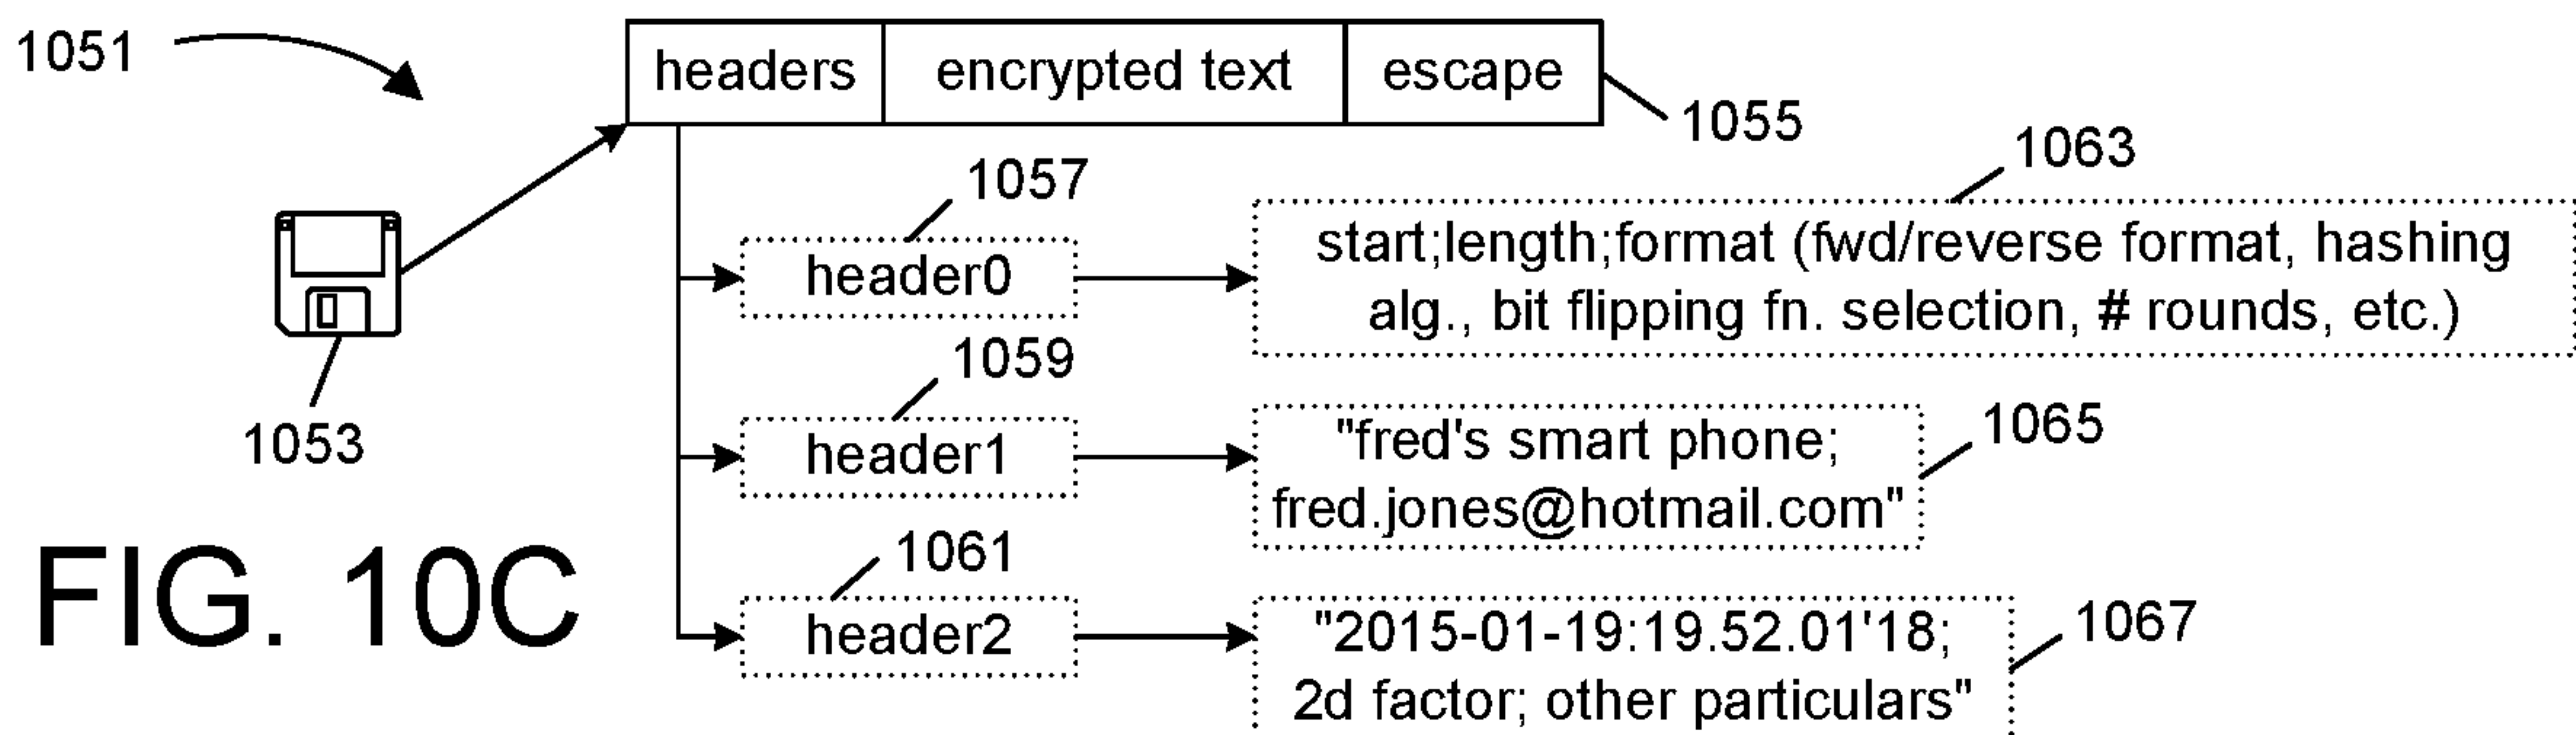 1051
headers encrypted text escape
1055
1063
1057
start;length;format (fwd/reverse format, hashing
alg., bit flipping fn. selection, # rounds, etc.)
header0
1053
1059
"fred's smart phone;
fred.jones@hotmail.com"
1065
header1
FIG. 10C
1061
header2
"2015-01-19:19.52.01'18;
2d factor; other particulars"
1067